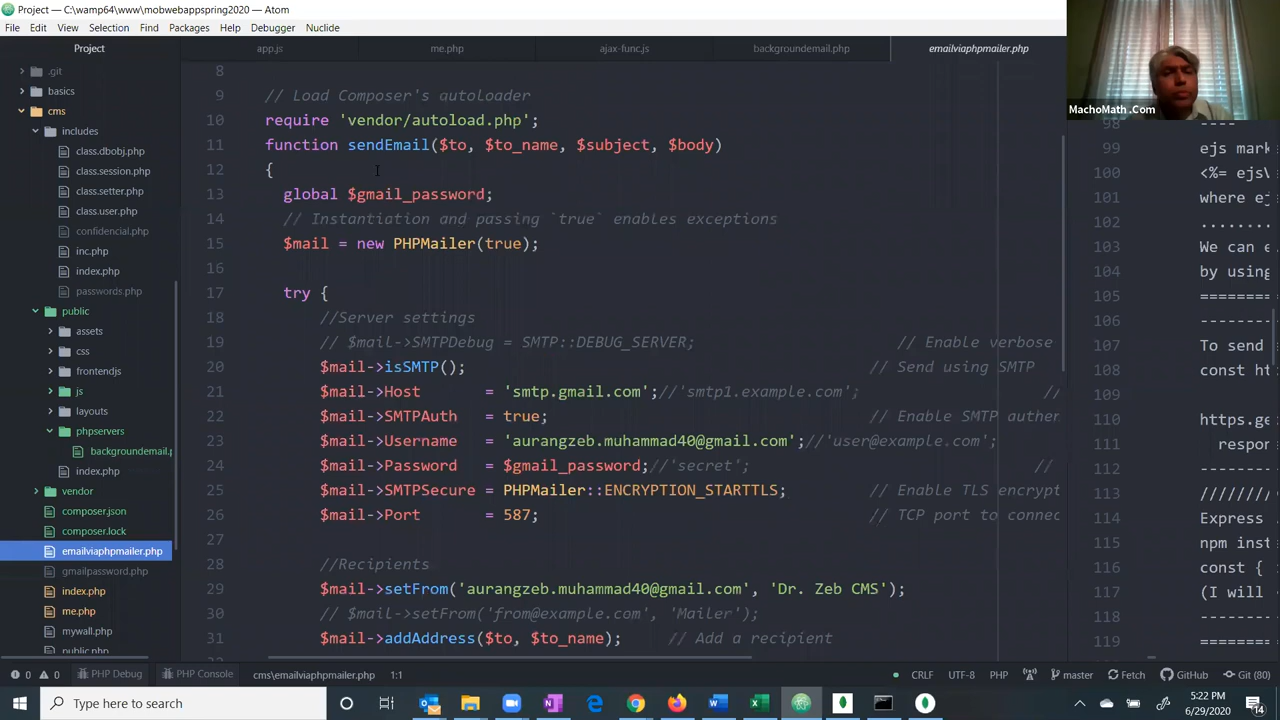 Project — C:\wamp64\www\mobwebappspring2020 — Atom
File Edit View Selection Find Packages Help Debugger Nuclide
Project
app.js
me.php
ajax-func.js
backgroundemail.php
emailviaphpmailer.php
MachoMath .Com
.git
basics
cms
includes
class.dbobj.php
class.session.php
class.setter.php
class.user.php
confidencial.php
inc.php
index.php
passwords.php
public
assets
css
frontendjs
js
layouts
phpservers
backgroundemail.p
index.php
vendor
composer.json
composer.lock
emailviaphpmailer.php
gmailpassword.php
index.php
me.php
mywall.php
public.php
8
9 // Load Composer's autoloader
10 require 'vendor/autoload.php';
11 function sendEmail($to, $to_name, $subject, $body)
12 {
13 global $gmail_password;
14 // Instantiation and passing `true` enables exceptions
15 $mail = new PHPMailer(true);
16
17 try {
18 //Server settings
19 // $mail->SMTPDebug = SMTP::DEBUG_SERVER; // Enable verbose
20 $mail->isSMTP(); // Send using SMTP
21 $mail->Host = 'smtp.gmail.com';//'smtp1.example.com'; //
22 $mail->SMTPAuth = true; // Enable SMTP authen
23 $mail->Username = 'aurangzeb.muhammad40@gmail.com';//'user@example.com';
24 $mail->Password = $gmail_password;//'secret'; //
25 $mail->SMTPSecure = PHPMailer::ENCRYPTION_STARTTLS; // Enable TLS encrypt
26 $mail->Port = 587; // TCP port to connec
27
28 //Recipients
29 $mail->setFrom('aurangzeb.muhammad40@gmail.com', 'Dr. Zeb CMS');
30 // $mail->setFrom('from@example.com', 'Mailer');
31 $mail->addAddress($to, $to_name); // Add a recipient
98 ----
99 ejs mark
100 <%= ejsV
101 where ej
102 ........
103 We can e
104 by using
105 ========
106 --------
107 To send
108 const ht
109
110 https.ge
111 respon
112 --------
113 ////////
114 Express
115 npm inst
116 const {
117 (I will
118 --------
119 ========
0 0 PHP Debug PHP Console cms\emailviaphpmailer.php 1:1 CRLF UTF-8 PHP master Fetch GitHub Git (80)
Type here to search
5:22 PM
6/29/2020
14